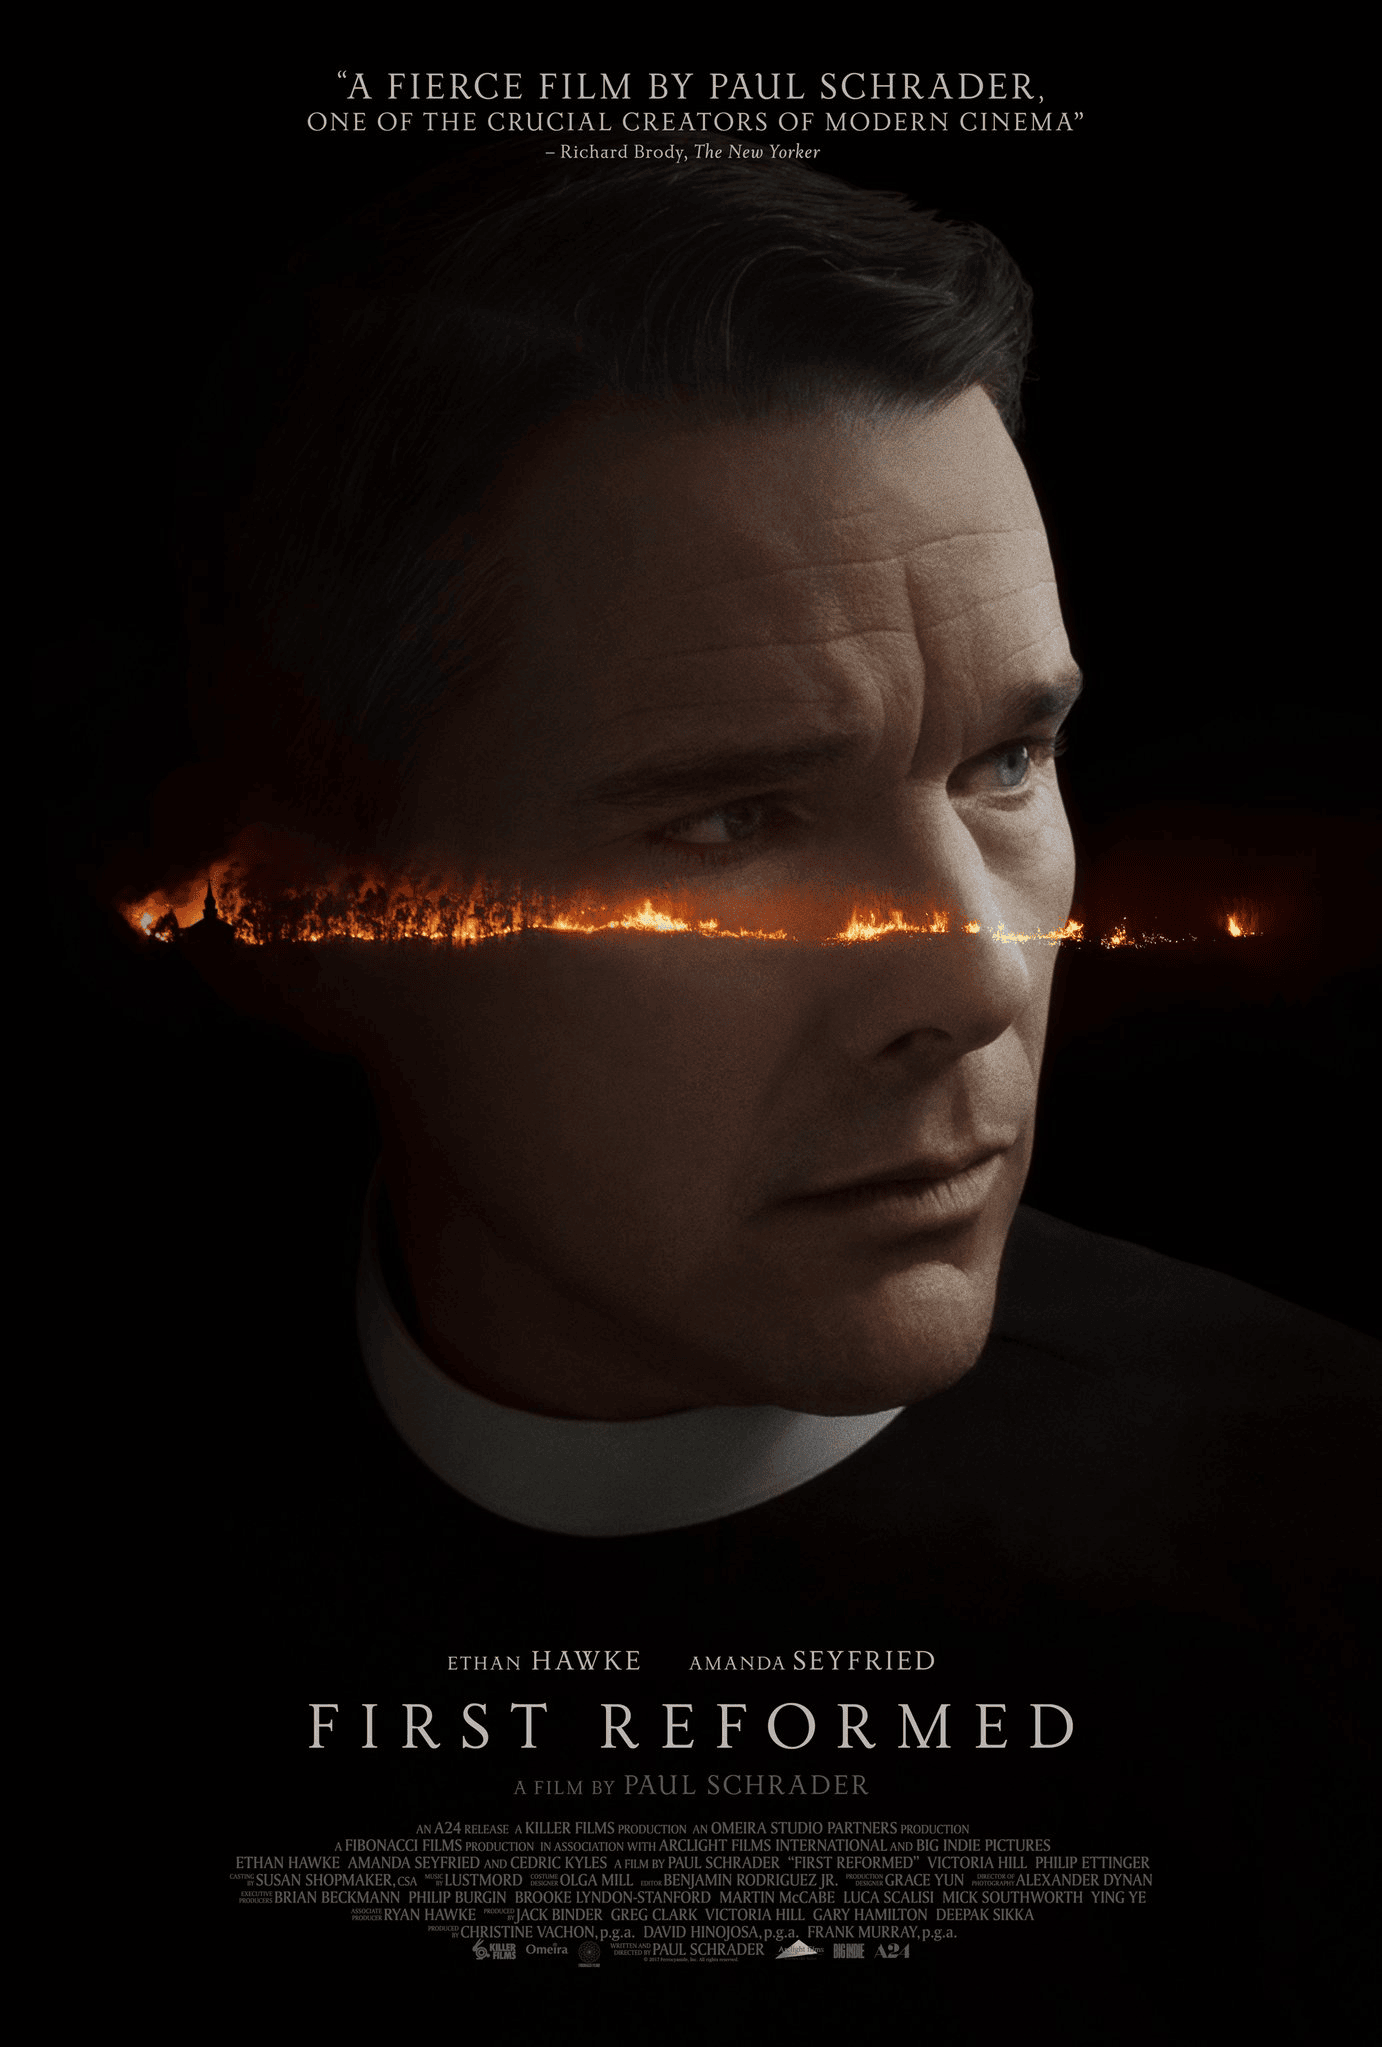 “A FIERCE FILM BY PAUL SCHRADER,
ONE OF THE CRUCIAL CREATORS OF MODERN CINEMA”
– Richard Brody, The New Yorker
ETHAN HAWKE AMANDA SEYFRIED
FIRST REFORMED
A FILM BY PAUL SCHRADER
AN A24 RELEASE A KILLER FILMS PRODUCTION AN OMEIRA STUDIO PARTNERS PRODUCTION
A FIBONACCI FILMS PRODUCTION IN ASSOCIATION WITH ARCLIGHT FILMS INTERNATIONAL AND BIG INDIE PICTURES
ETHAN HAWKE AMANDA SEYFRIED AND CEDRIC KYLES A FILM BY PAUL SCHRADER “FIRST REFORMED” VICTORIA HILL PHILIP ETTINGER
CASTING BY SUSAN SHOPMAKER, CSA MUSIC BY LUSTMORD COSTUME DESIGNER OLGA MILL EDITOR BENJAMIN RODRIGUEZ JR. PRODUCTION DESIGNER GRACE YUN DIRECTOR OF PHOTOGRAPHY ALEXANDER DYNAN
EXECUTIVE PRODUCERS BRIAN BECKMANN PHILIP BURGIN BROOKE LYNDON-STANFORD MARTIN McCABE LUCA SCALISI MICK SOUTHWORTH YING YE
ASSOCIATE PRODUCER RYAN HAWKE PRODUCED BY JACK BINDER GREG CLARK VICTORIA HILL GARY HAMILTON DEEPAK SIKKA
PRODUCED BY CHRISTINE VACHON, p.g.a. DAVID HINOJOSA, p.g.a. FRANK MURRAY, p.g.a.
KILLER FILMS Omeira WRITTEN AND DIRECTED BY PAUL SCHRADER Arclight Films BIG INDIE A24